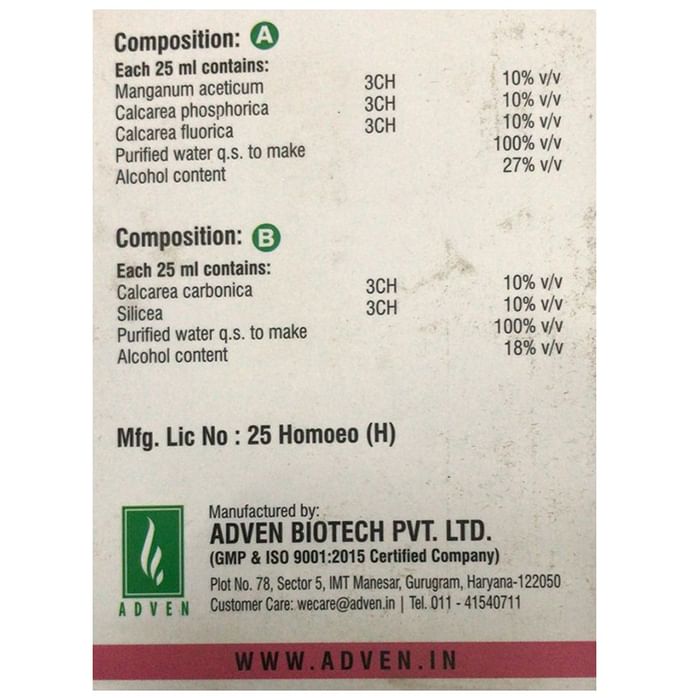 Composition: A
Each 25 ml contains:
Manganum aceticum 3CH 10% v/v
Calcarea phosphorica 3CH 10% v/v
Calcarea fluorica 3CH 10% v/v
Purified water q.s. to make 100% v/v
Alcohol content 27% v/v
Composition: B
Each 25 ml contains:
Calcarea carbonica 3CH 10% v/v
Silicea 3CH 10% v/v
Purified water q.s. to make 100% v/v
Alcohol content 18% v/v
Mfg. Lic No : 25 Homoeo (H)
Manufactured by:
ADVEN BIOTECH PVT. LTD.
(GMP & ISO 9001:2015 Certified Company)
Plot No. 78, Sector 5, IMT Manesar, Gurugram, Haryana-122050
Customer Care: wecare@adven.in | Tel. 011 - 41540711
ADVEN
WWW.ADVEN.IN